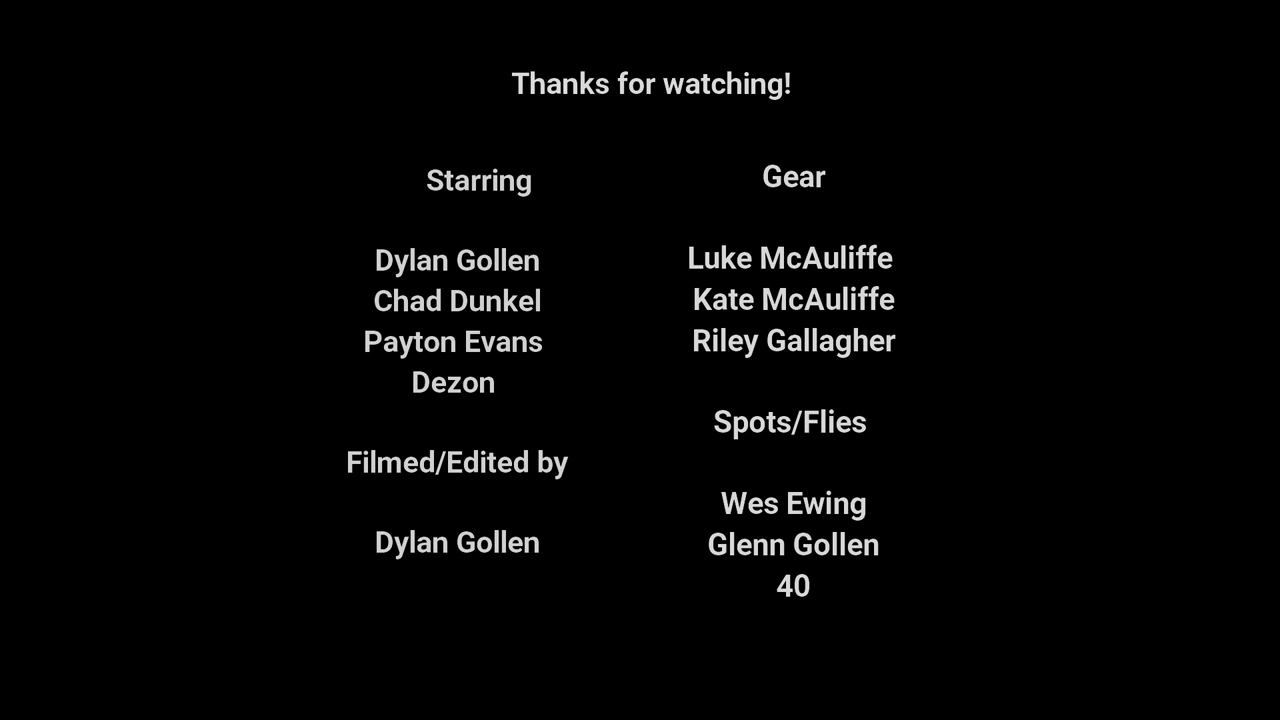 Thanks for watching!
Starring
Dylan Gollen
Chad Dunkel
Payton Evans
Dezon
Filmed/Edited by
Dylan Gollen
Gear
Luke McAuliffe
Kate McAuliffe
Riley Gallagher
Spots/Flies
Wes Ewing
Glenn Gollen
40